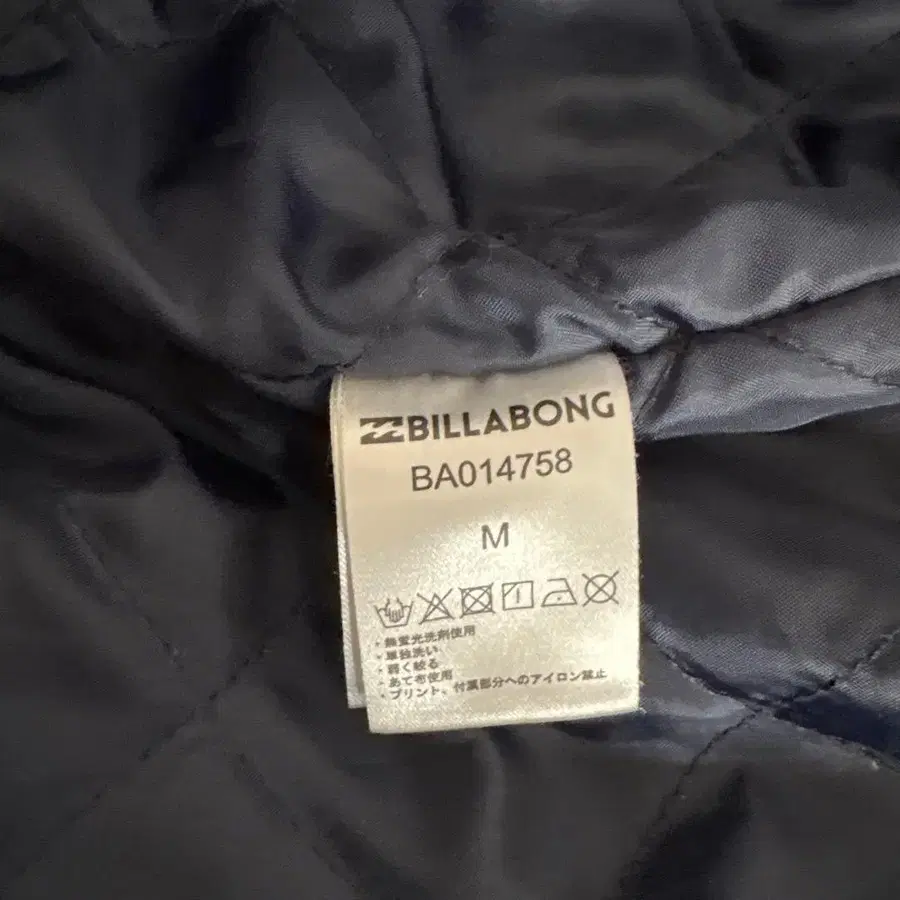 BILLABONG
BA014758
M
・無蛍光洗剤使用
・単独洗い
・弱く絞る
・あて布使用
・プリント、付属部分へのアイロン禁止